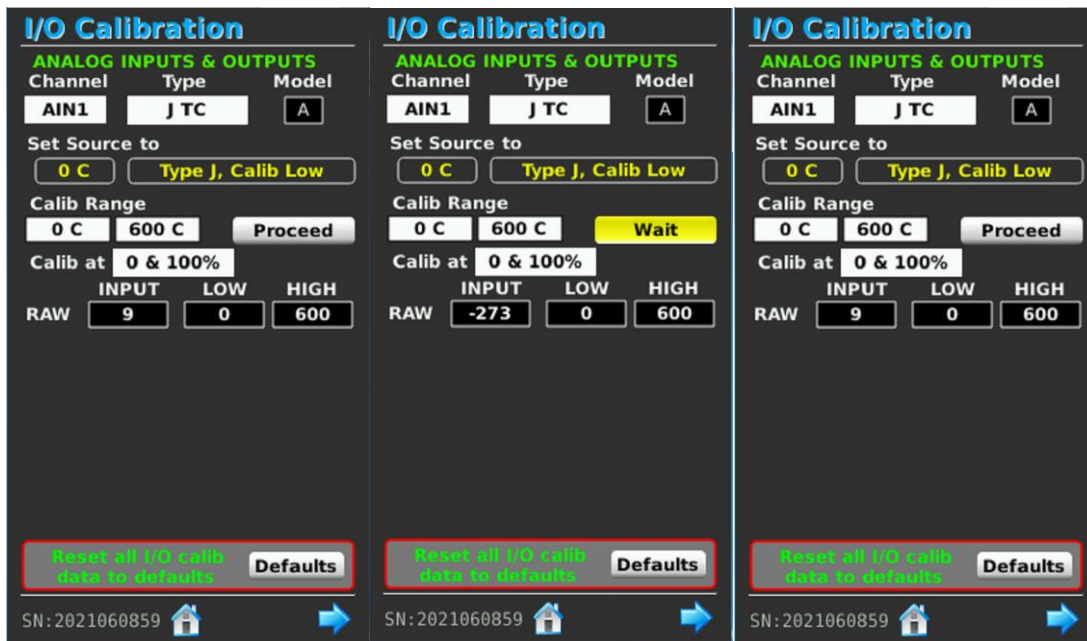 I/O Calibration
ANALOG INPUTS & OUTPUTS
Channel Type Model
AIN1 J TC A
Set Source to
0 C Type J, Calib Low
Calib Range
0 C 600 C Proceed
Calib at 0 & 100%
INPUT LOW HIGH
RAW 9 0 600
Reset all I/O calib
data to defaults
Defaults
SN:2021060859
I/O Calibration
ANALOG INPUTS & OUTPUTS
Channel Type Model
AIN1 J TC A
Set Source to
0 C Type J, Calib Low
Calib Range
0 C 600 C Wait
Calib at 0 & 100%
INPUT LOW HIGH
RAW -273 0 600
Reset all I/O calib
data to defaults
Defaults
SN:2021060859
I/O Calibration
ANALOG INPUTS & OUTPUTS
Channel Type Model
AIN1 J TC A
Set Source to
0 C Type J, Calib Low
Calib Range
0 C 600 C Proceed
Calib at 0 & 100%
INPUT LOW HIGH
RAW 9 0 600
Reset all I/O calib
data to defaults
Defaults
SN:2021060859